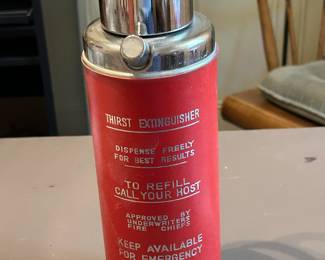 THIRST EXTINGUISHER
DISPENSE FREELY
FOR BEST RESULTS
TO REFILL
CALL YOUR HOST
APPROVED BY
UNDERWRITERS
FIRE CHIEFS
KEEP AVAILABLE
FOR EMERGENCY